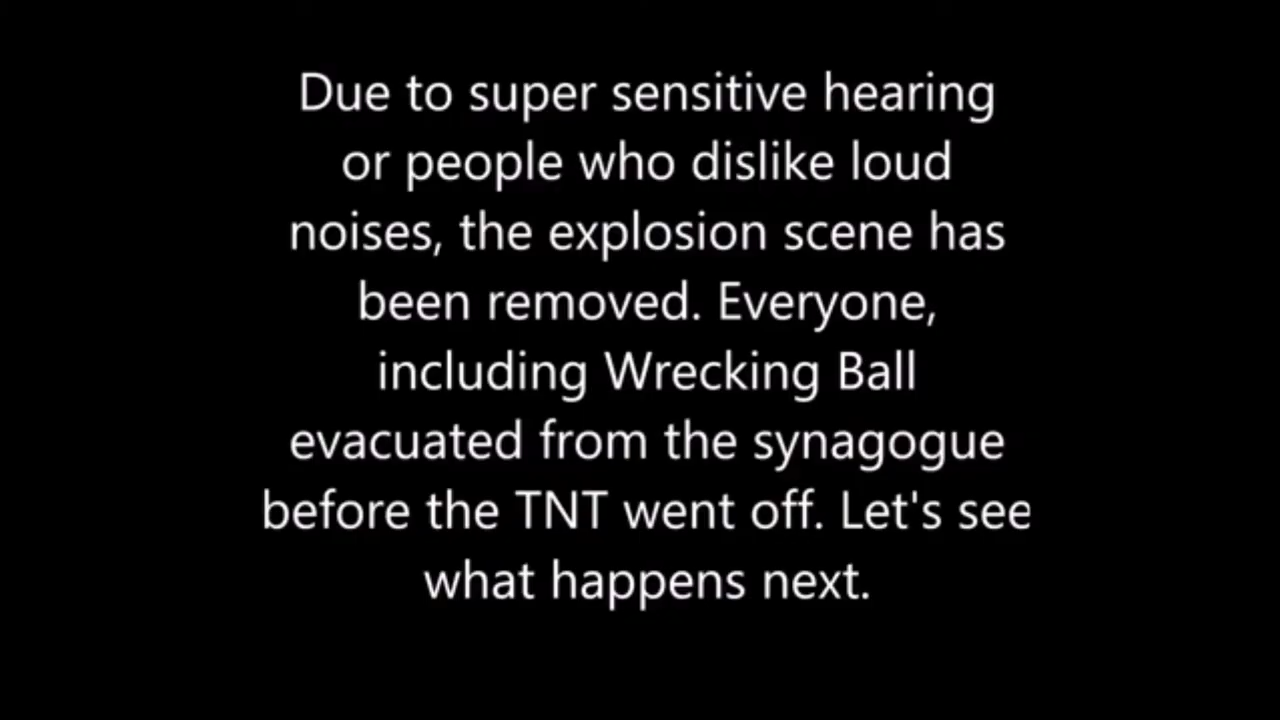 Due to super sensitive hearing
or people who dislike loud
noises, the explosion scene has
been removed. Everyone,
including Wrecking Ball
evacuated from the synagogue
before the TNT went off. Let's see
what happens next.